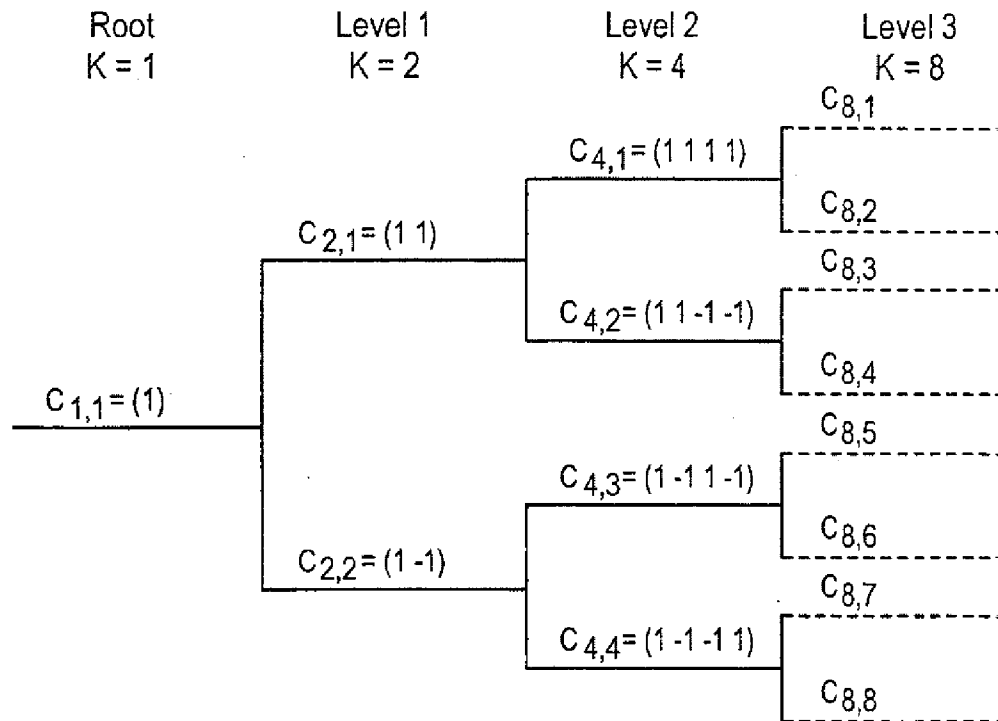 Root Level 1 Level 2 Level 3
K = 1 K = 2 K = 4 K = 8
C8,1
C4,1 = (1 1 1 1)
C8,2
C2,1 = (1 1)
C8,3
C4,2 = (1 1 -1 -1)
C8,4
C1,1 = (1)
C8,5
C4,3 = (1 -1 1 -1)
C8,6
C2,2 = (1 -1)
C8,7
C4,4 = (1 -1 -1 1)
C8,8